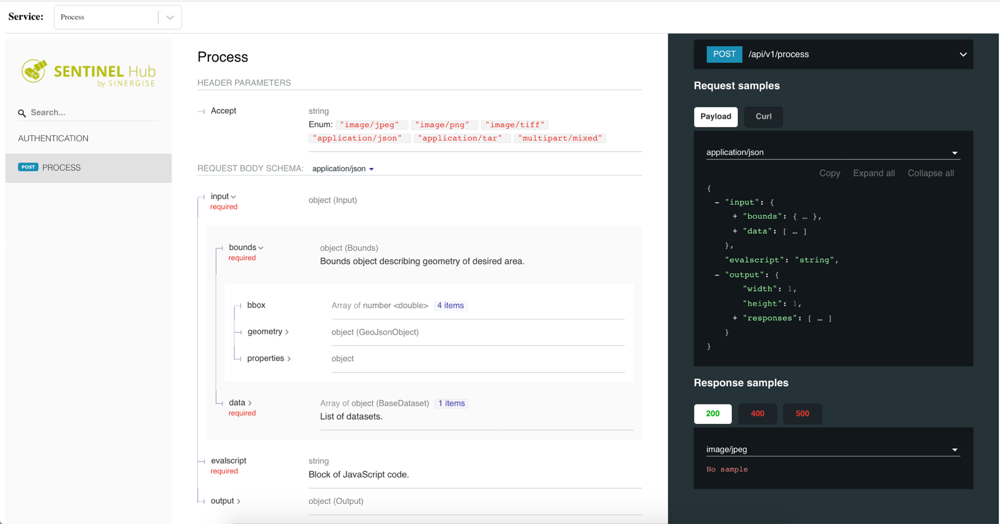 Service: Process
SENTINEL Hub
by SINERGISE
Search...
AUTHENTICATION
POST PROCESS
Process
HEADER PARAMETERS
Accept string
Enum: "image/jpeg" "image/png" "image/tiff"
"application/json" "application/tar" "multipart/mixed"
REQUEST BODY SCHEMA: application/json
input object (Input)
required
bounds object (Bounds)
required Bounds object describing geometry of desired area.
bbox Array of number <double> 4 items
geometry object (GeoJsonObject)
properties object
data Array of object (BaseDataset) 1 items
required List of datasets.
evalscript string
required Block of JavaScript code.
output object (Output)
POST /api/v1/process
Request samples
Payload Curl
application/json
Copy Expand all Collapse all
{
- "input": {
+ "bounds": { … },
+ "data": [ … ]
},
"evalscript": "string",
- "output": {
"width": 1,
"height": 1,
+ "responses": [ … ]
}
}
Response samples
200 400 500
image/jpeg
No sample